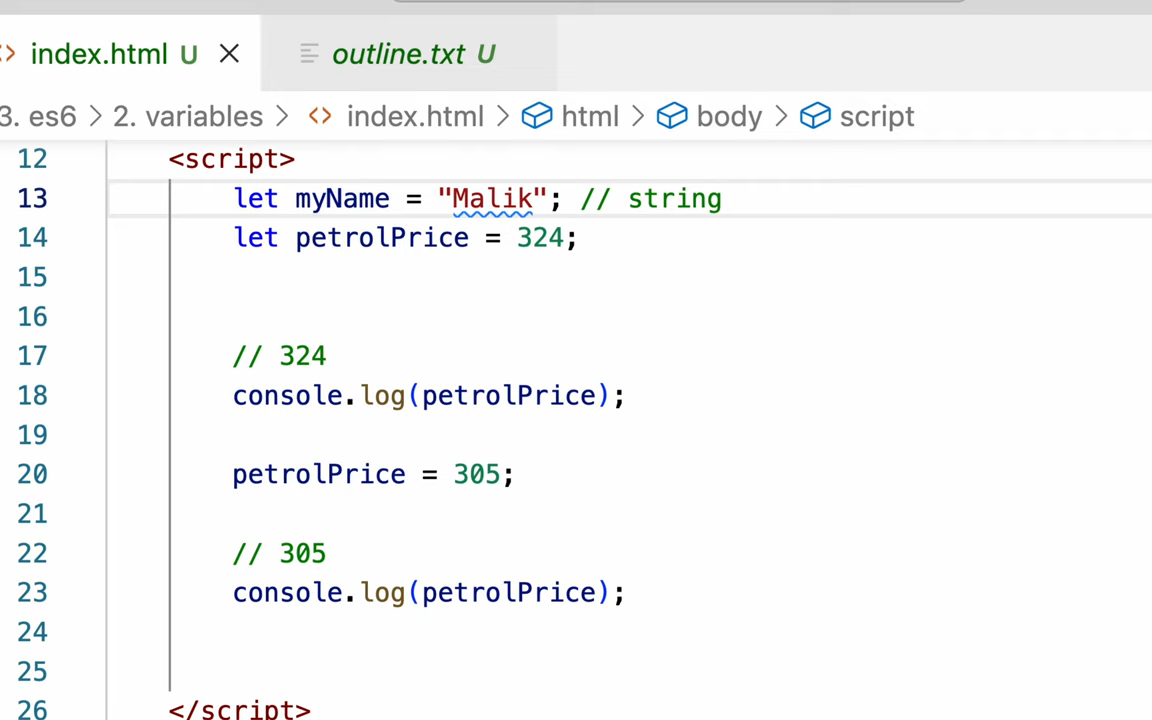 index.html U
outline.txt U
3. es6 > 2. variables > <> index.html > html > body > script
12 <script>
13 let myName = "Malik"; // string
14 let petrolPrice = 324;
15
16
17 // 324
18 console.log(petrolPrice);
19
20 petrolPrice = 305;
21
22 // 305
23 console.log(petrolPrice);
24
25
26 </script>